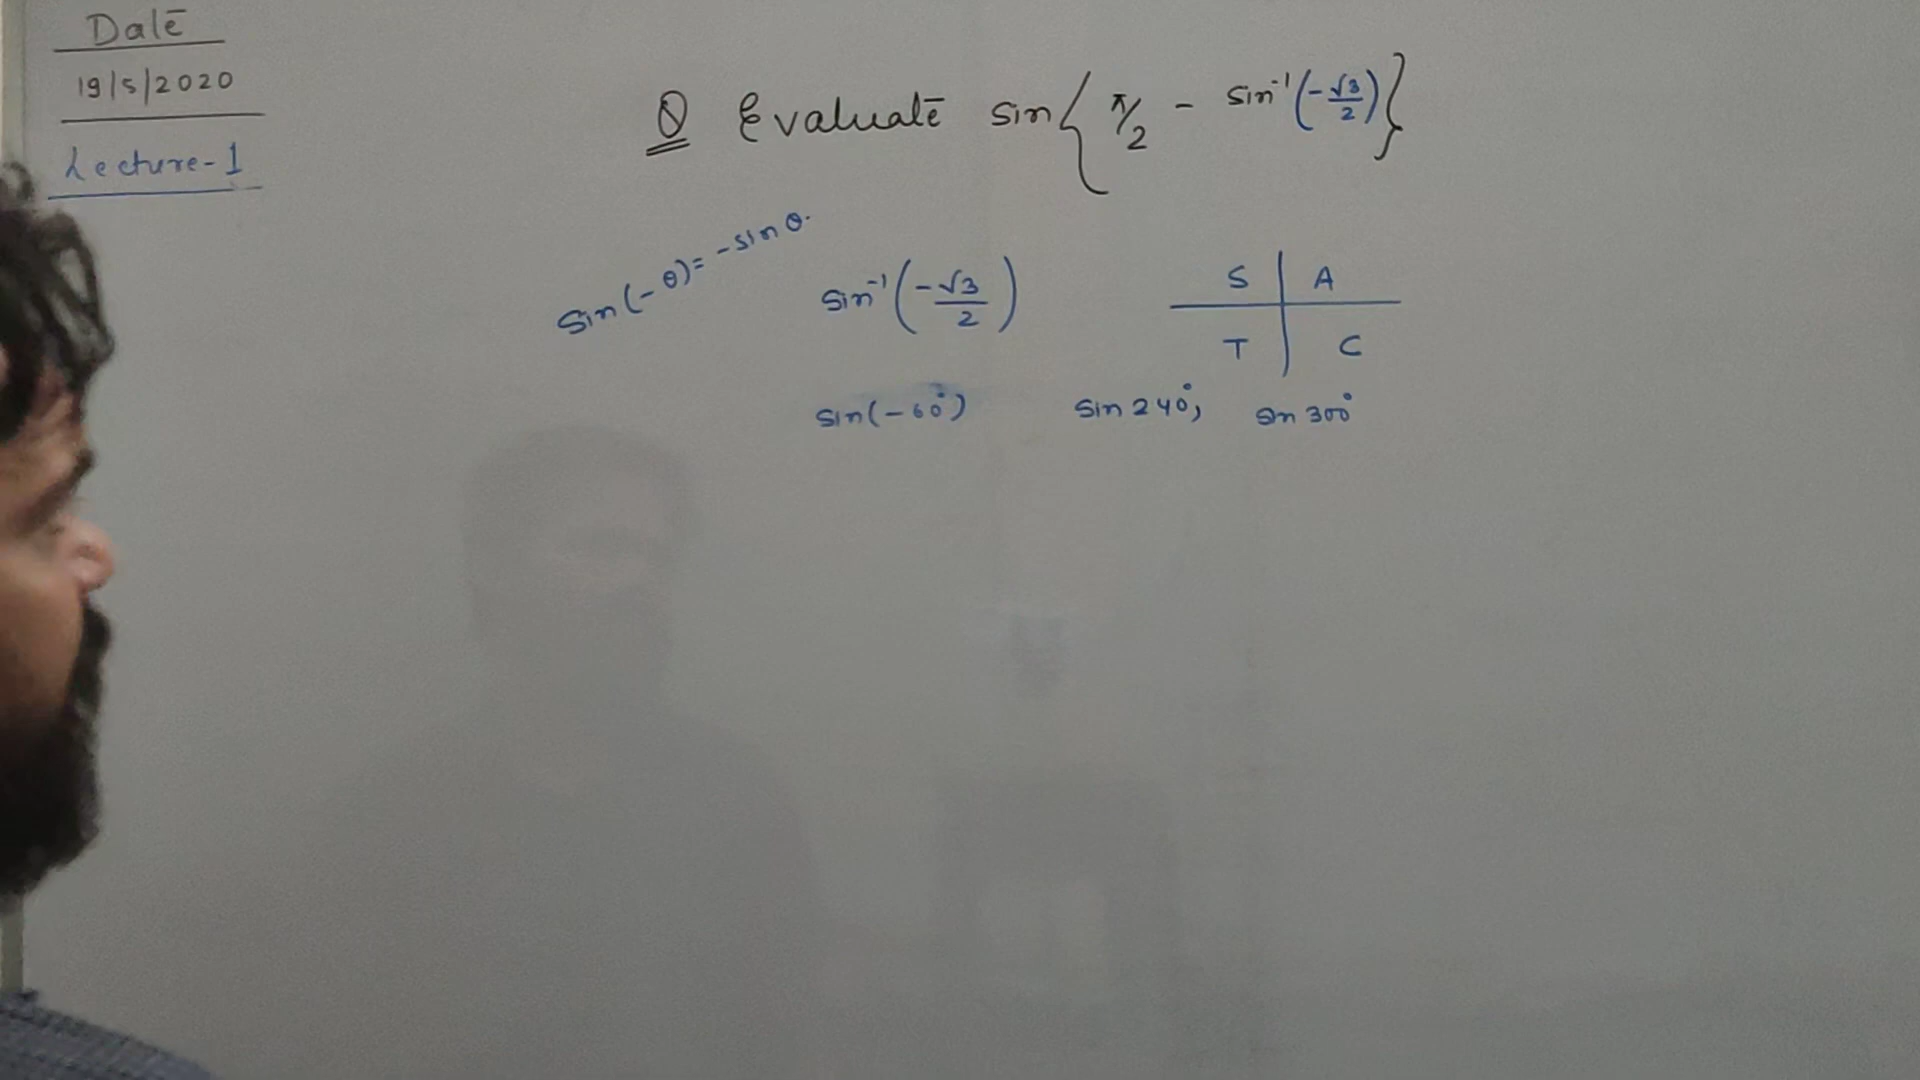 Date
19/5/2020
Lecture-1
Q Evaluate sin{π/2 - sin⁻¹(-√3/2)}
sin(-θ)= -sin θ.
sin⁻¹(-√3/2)
S A
T C
sin(-60°) sin 240°, sin 300°